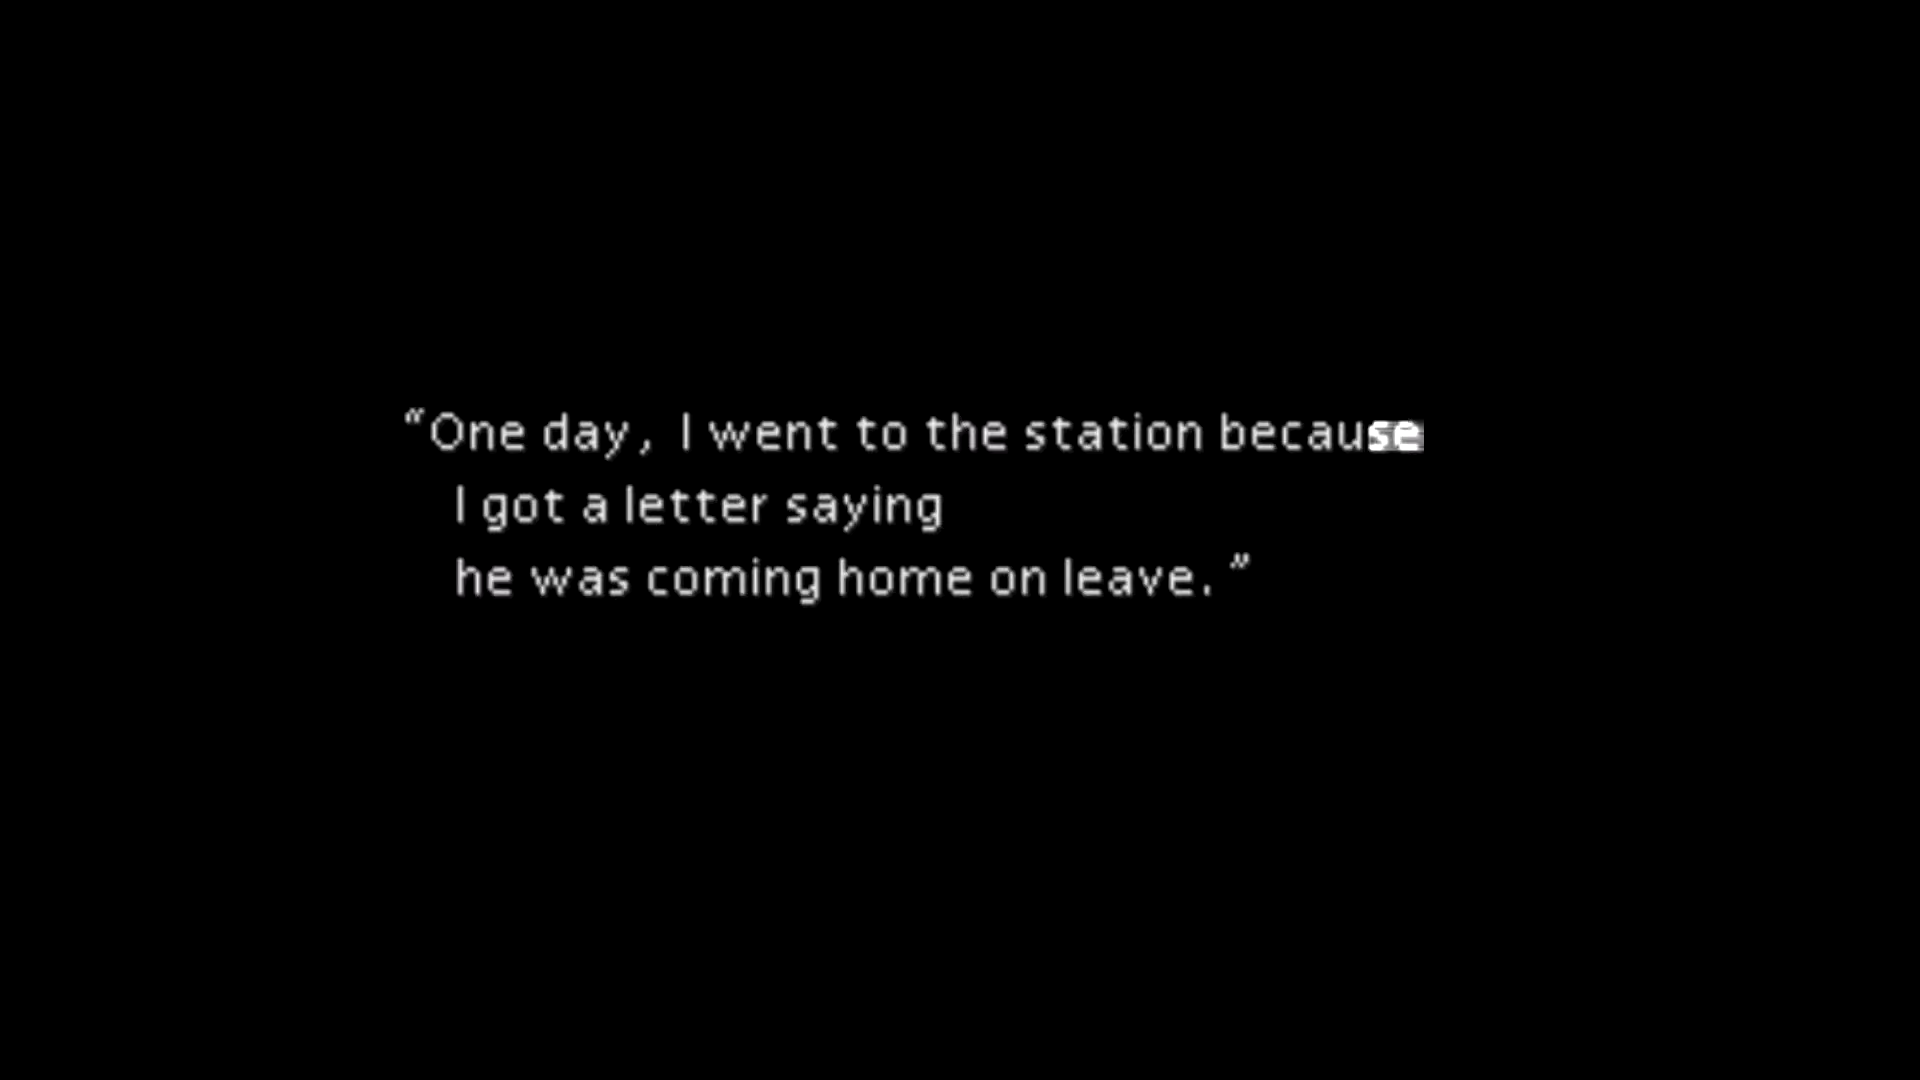 “One day, I went to the station because
I got a letter saying
he was coming home on leave.”